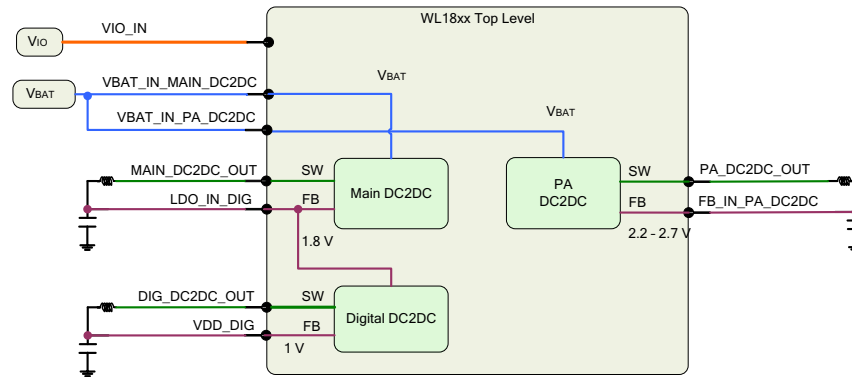 WL18xx Top Level
VIO
VIO_IN
VBAT
VBAT_IN_MAIN_DC2DC
VBAT
VBAT_IN_PA_DC2DC
VBAT
MAIN_DC2DC_OUT
SW
Main DC2DC
LDO_IN_DIG
FB
1.8 V
PA
DC2DC
SW
PA_DC2DC_OUT
FB
FB_IN_PA_DC2DC
2.2 – 2.7 V
DIG_DC2DC_OUT
SW
Digital DC2DC
VDD_DIG
FB
1 V